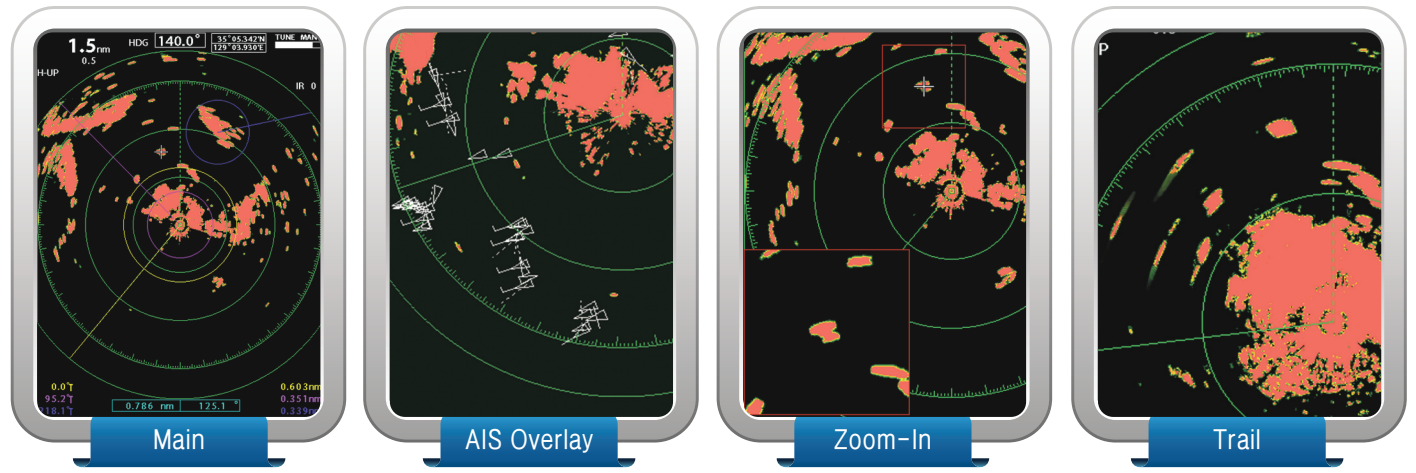 1.5nm
0.5
HDG 140.0°
35°05.342'N
129°03.930'E
TUNE MAN
H-UP
IR 0
0.0°T
95.2°T
218.1°T
0.786 nm 125.1 °
0.603nm
0.351nm
0.339nm
P
Main
AIS Overlay
Zoom-In
Trail